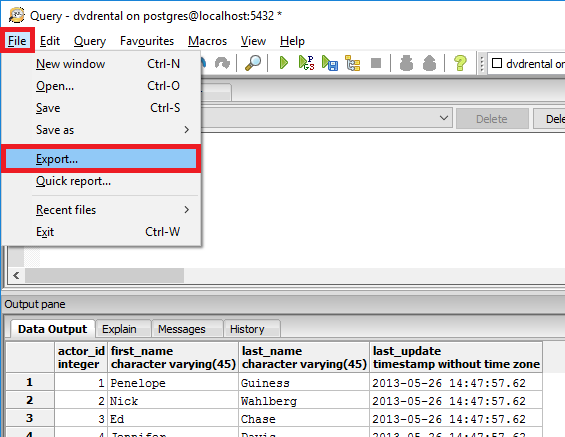 Query - dvdrental on postgres@localhost:5432 *
File Edit Query Favourites Macros View Help
New window Ctrl-N
Open... Ctrl-O
Save Ctrl-S
Save as
Export...
Quick report...
Recent files
Exit Ctrl-W
PGS
dvdrental on
Delete Del
Output pane
Data Output Explain Messages History
actor_id first_name last_name last_update
integer character varying(45) character varying(45) timestamp without time zone
1 1 Penelope Guiness 2013-05-26 14:47:57.62
2 2 Nick Wahlberg 2013-05-26 14:47:57.62
3 3 Ed Chase 2013-05-26 14:47:57.62
4 Jennifer Davis 2013-05-26 14:47:57.62